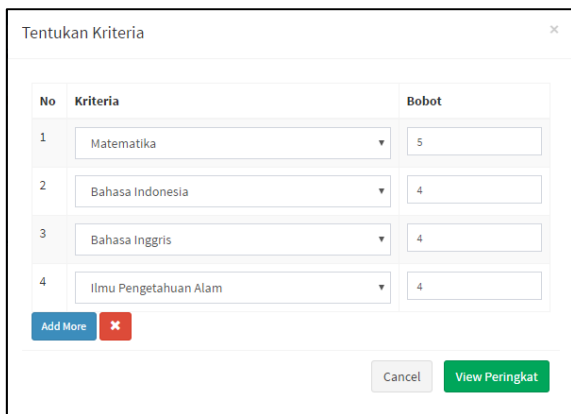 Tentukan Kriteria ×
No Kriteria Bobot
1 Matematika 5
2 Bahasa Indonesia 4
3 Bahasa Inggris 4
4 Ilmu Pengetahuan Alam 4
Add More
Cancel View Peringkat